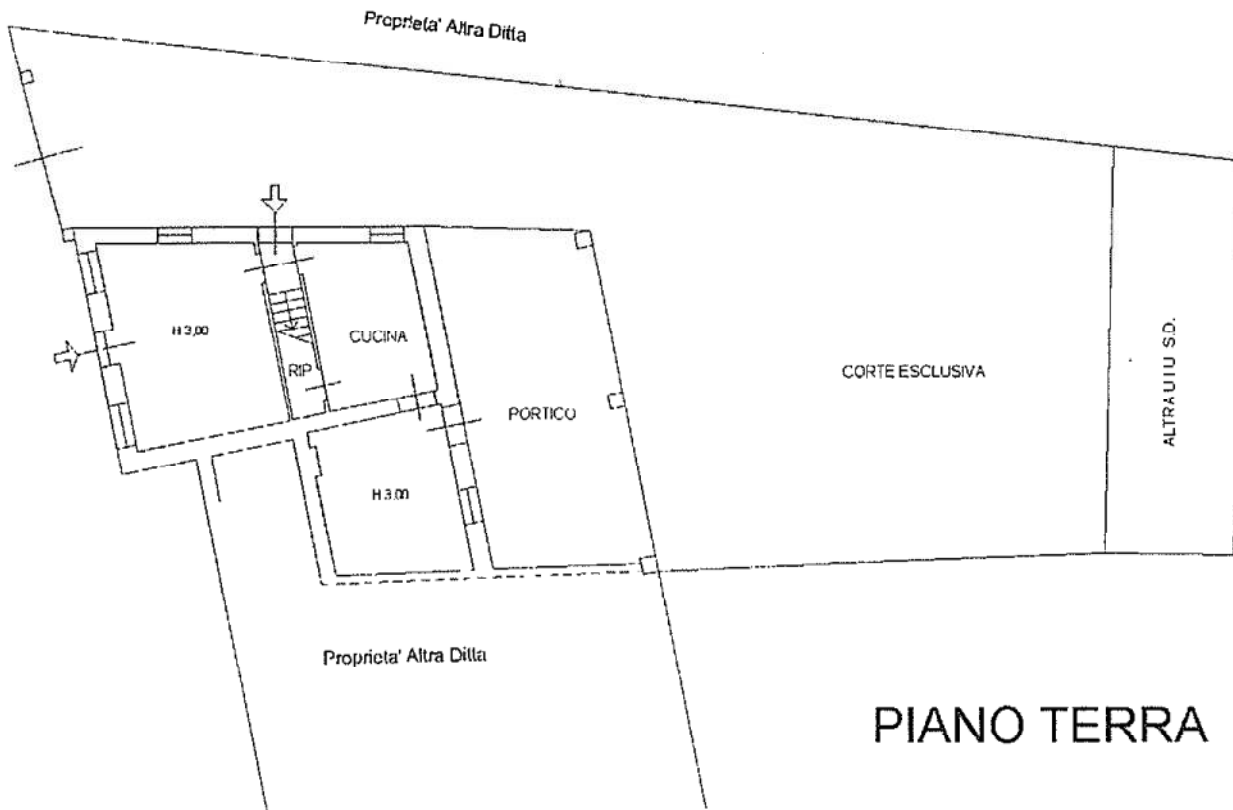 Proprieta' Altra Ditta
H 3,00
CUCINA
RIP
PORTICO
CORTE ESCLUSIVA
H 3,00
Proprieta' Altra Ditta
PIANO TERRA
ALTRA U I U S.D.